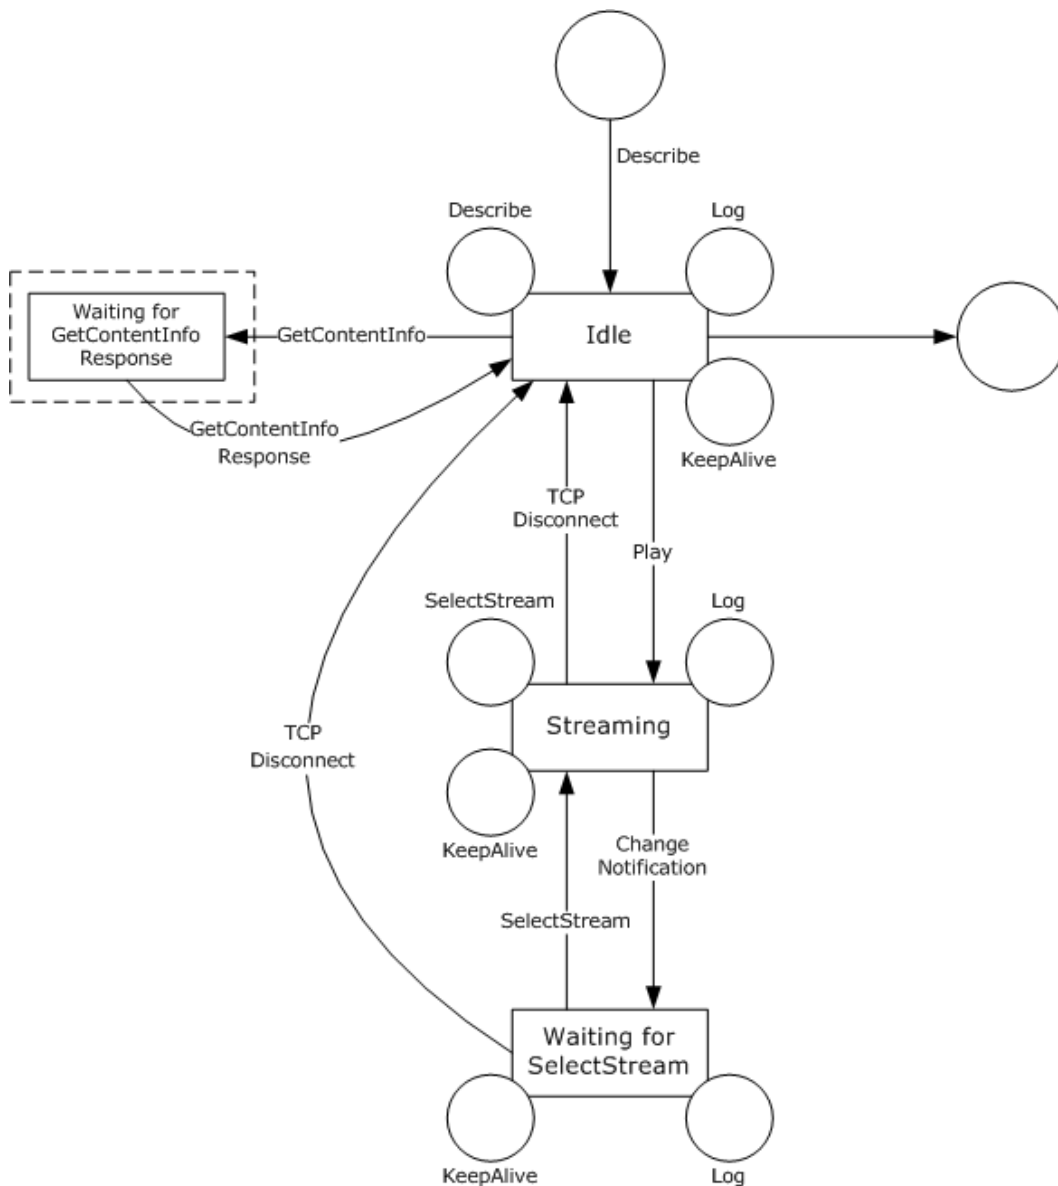 Describe
Describe
Log
Waiting for
GetContentInfo
Response
GetContentInfo
Idle
GetContentInfo
Response
KeepAlive
TCP
Disconnect
Play
SelectStream
Log
Streaming
TCP
Disconnect
KeepAlive
Change
Notification
SelectStream
Waiting for
SelectStream
KeepAlive
Log